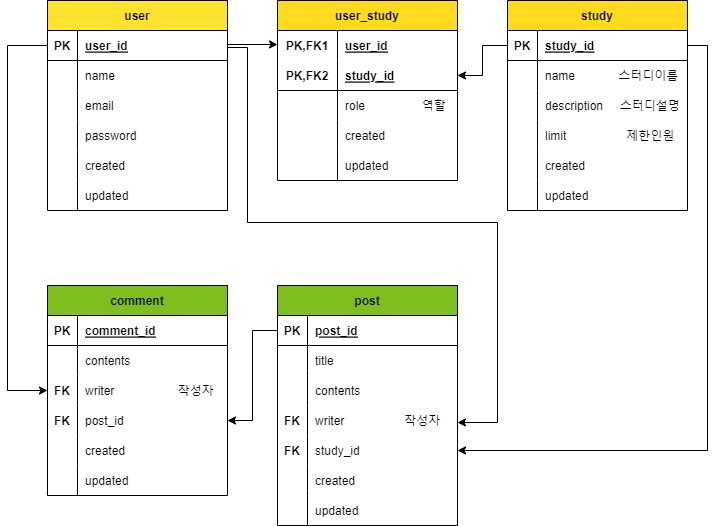 user
PK user_id
name
email
password
created
updated
user_study
PK,FK1 user_id
PK,FK2 study_id
role 역할
created
updated
study
PK study_id
name 스터디이름
description 스터디설명
limit 제한인원
created
updated
comment
PK comment_id
contents
FK writer 작성자
FK post_id
created
updated
post
PK post_id
title
contents
FK writer 작성자
FK study_id
created
updated